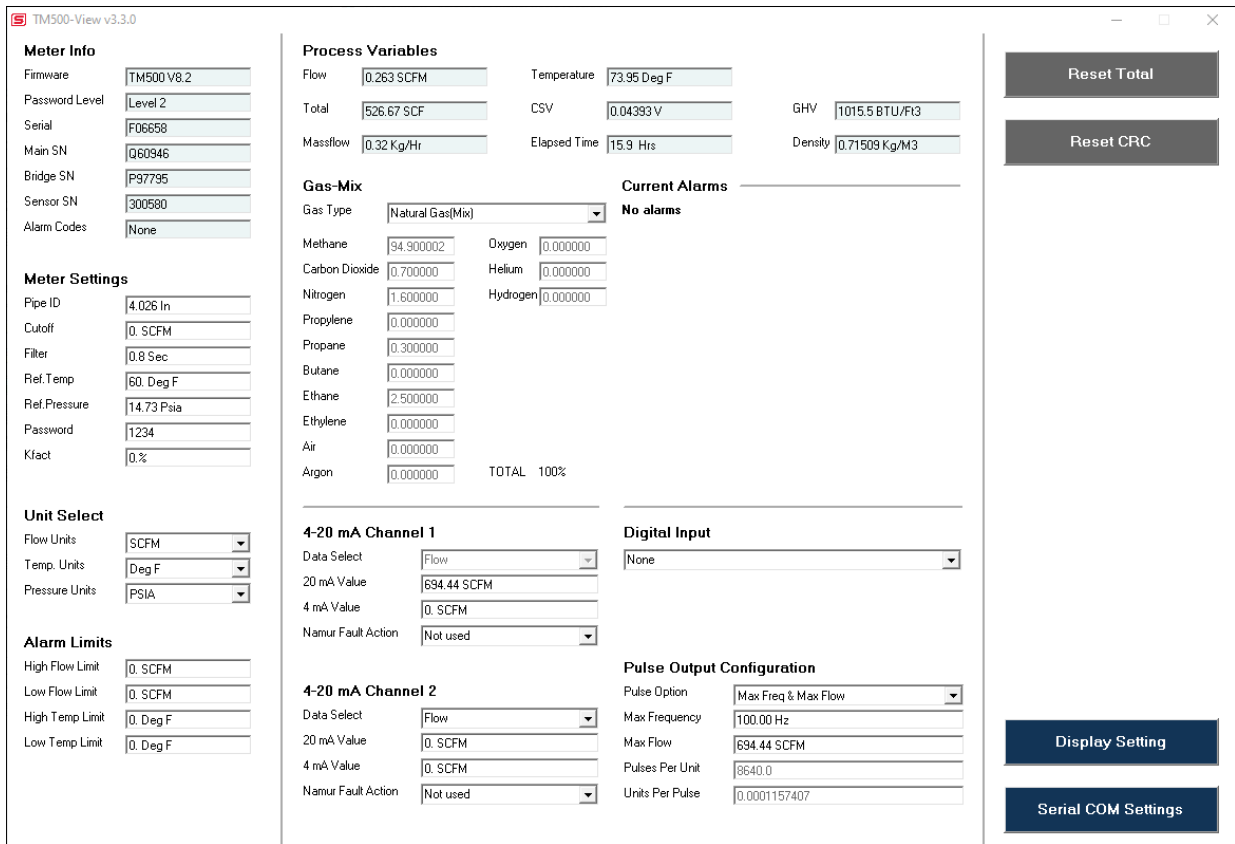 S TM500-View v3.3.0
Meter Info
Firmware TM500 V8.2
Password Level Level 2
Serial F06658
Main SN Q60946
Bridge SN P97795
Sensor SN 300580
Alarm Codes None
Meter Settings
Pipe ID 4.026 In
Cutoff 0. SCFM
Filter 0.8 Sec
Ref.Temp 60. Deg F
Ref.Pressure 14.73 Psia
Password 1234
Kfact 0.%
Unit Select
Flow Units SCFM
Temp. Units Deg F
Pressure Units PSIA
Alarm Limits
High Flow Limit 0. SCFM
Low Flow Limit 0. SCFM
High Temp Limit 0. Deg F
Low Temp Limit 0. Deg F
Process Variables
Flow 0.263 SCFM Temperature 73.95 Deg F
Total 526.67 SCF CSV 0.04393 V GHV 1015.5 BTU/Ft3
Massflow 0.32 Kg/Hr Elapsed Time 15.9 Hrs Density 0.71509 Kg/M3
Gas-Mix
Gas Type Natural Gas(Mix)
Methane 94.900002 Oxygen 0.000000
Carbon Dioxide 0.700000 Helium 0.000000
Nitrogen 1.600000 Hydrogen 0.000000
Propylene 0.000000
Propane 0.300000
Butane 0.000000
Ethane 2.500000
Ethylene 0.000000
Air 0.000000
Argon 0.000000 TOTAL 100%
Current Alarms
No alarms
4-20 mA Channel 1
Data Select Flow
20 mA Value 694.44 SCFM
4 mA Value 0. SCFM
Namur Fault Action Not used
4-20 mA Channel 2
Data Select Flow
20 mA Value 0. SCFM
4 mA Value 0. SCFM
Namur Fault Action Not used
Digital Input
None
Pulse Output Configuration
Pulse Option Max Freq & Max Flow
Max Frequency 100.00 Hz
Max Flow 694.44 SCFM
Pulses Per Unit 8640.0
Units Per Pulse 0.0001157407
Reset Total
Reset CRC
Display Setting
Serial COM Settings